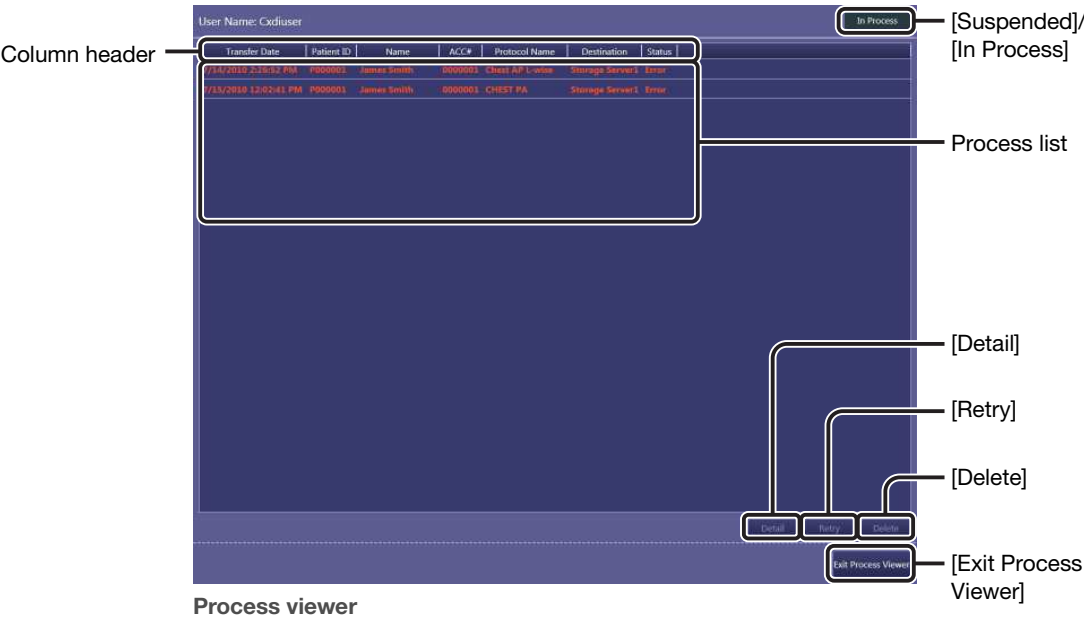 User Name: Cxdiuser
In Process
[Suspended]/
[In Process]
Column header
Transfer Date Patient ID Name ACC# Protocol Name Destination Status
7/14/2010 2:26:52 PM P000001 James Smith 0000001 Chest AP L-wise Storage Server1 Error
7/15/2010 12:02:41 PM P000001 James Smith 0000001 CHEST PA Storage Server1 Error
Process list
[Detail]
[Retry]
[Delete]
Detail Retry Delete
Exit Process Viewer
[Exit Process
Viewer]
Process viewer